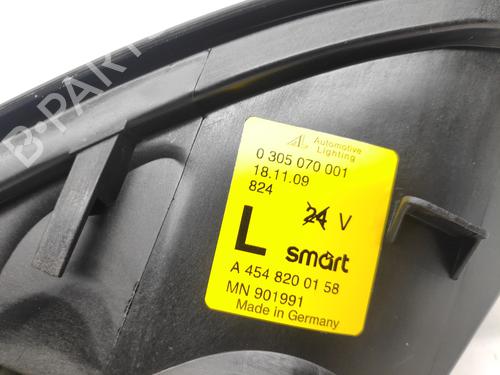 Automotive
Lighting
0 305 070 001
18.11.09
824
24 V
L
smart
A 454 820 01 58
MN 901991
Made in Germany
B-PARTS